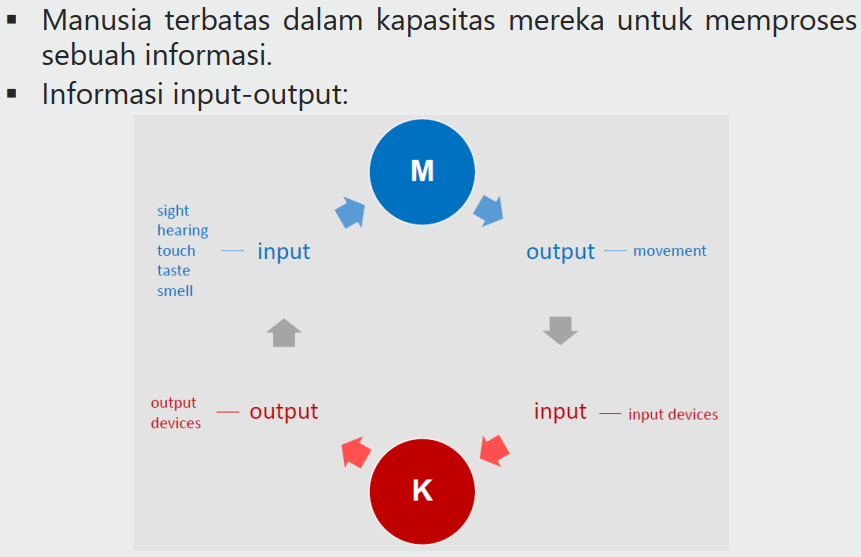 ▪ Manusia terbatas dalam kapasitas mereka untuk memproses
sebuah informasi.
▪ Informasi input-output:
M
sight
hearing
touch
taste
smell
input
output
movement
output
devices
output
input
input devices
K